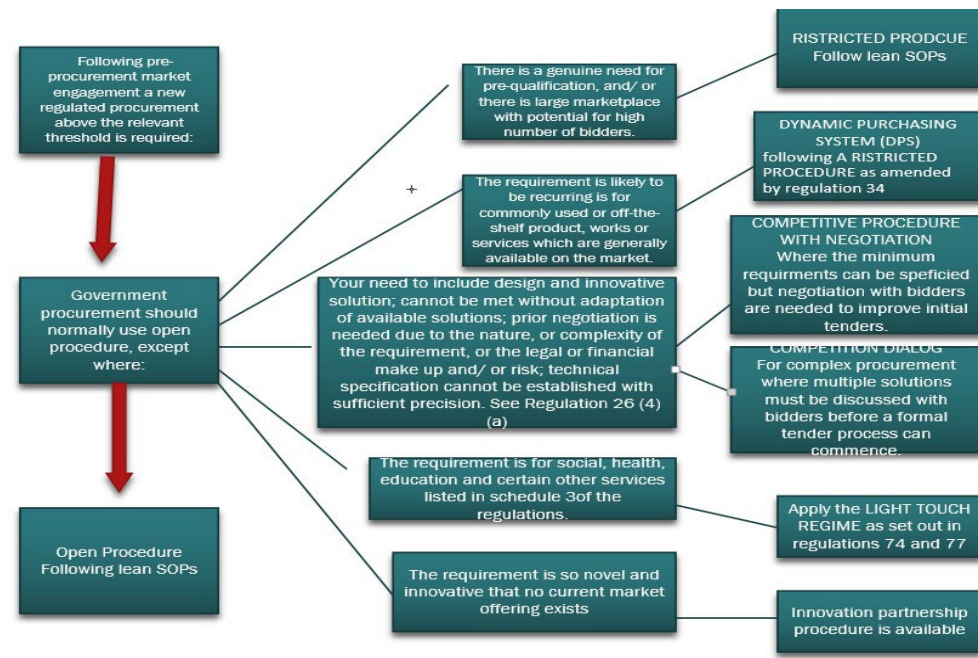 Following pre-
procurement market
engagement a new
regulated procurement
above the relevant
threshold is required:
Government
procurement should
normally use open
procedure, except
where:
Open Procedure
Following lean SOPs
There is a genuine need for
pre-qualification, and/ or
there is large marketplace
with potential for high
number of bidders.
RISTRICTED PRODCUE
Follow lean SOPs
The requirement is likely to
be recurring is for
commonly used or off-the-
shelf product, works or
services which are generally
available on the market.
DYNAMIC PURCHASING
SYSTEM (DPS)
following A RISTRICTED
PROCEDURE as amended
by regulation 34
Your need to include design and innovative
solution; cannot be met without adaptation
of available solutions; prior negotiation is
needed due to the nature, or complexity of
the requirement, or the legal or financial
make up and/ or risk; technical
specification cannot be established with
sufficient precision. See Regulation 26 (4)
(a)
COMPETITIVE PROCEDURE
WITH NEGOTIATION
Where the minimum
requirments can be speficied
but negotiation with bidders
are needed to improve initial
tenders.
COMPETITION DIALOG
For complex procurement
where multiple solutions
must be discussed with
bidders before a formal
tender process can
commence.
The requirement is for social, health,
education and certain other services
listed in schedule 3of the
regulations.
Apply the LIGHT TOUCH
REGIME as set out in
regulations 74 and 77
The requirement is so novel and
innovative that no current market
offering exists
Innovation partnership
procedure is available